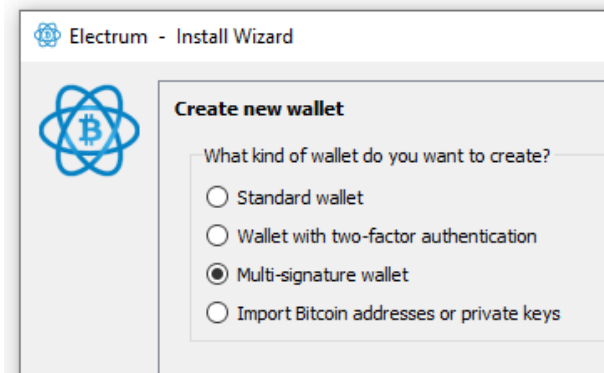 Electrum - Install Wizard
Create new wallet
What kind of wallet do you want to create?
Standard wallet
Wallet with two-factor authentication
Multi-signature wallet
Import Bitcoin addresses or private keys